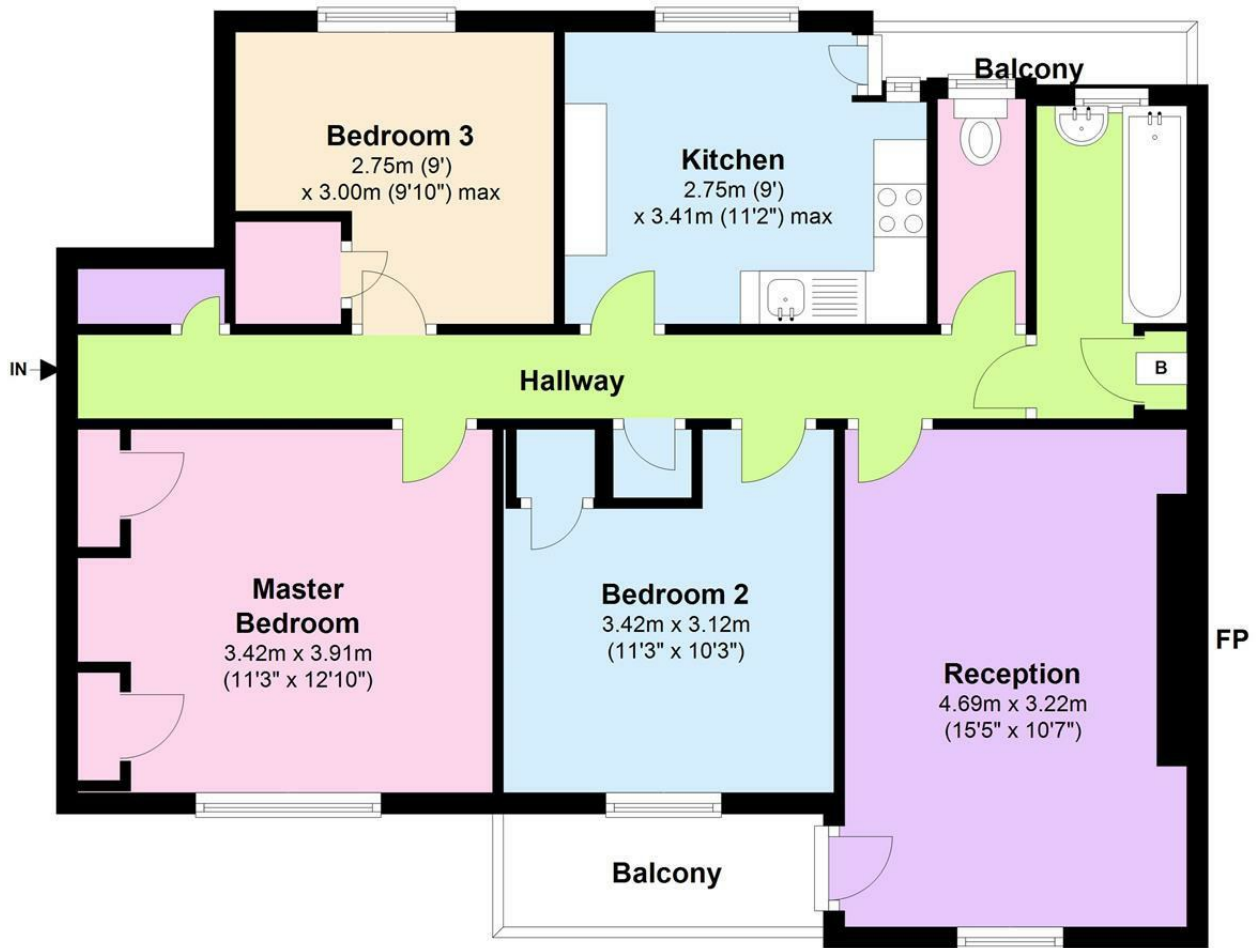 Balcony
Bedroom 3
2.75m (9')
x 3.00m (9'10") max
Kitchen
2.75m (9')
x 3.41m (11'2") max
IN
Hallway
B
Master
Bedroom
3.42m x 3.91m
(11'3" x 12'10")
Bedroom 2
3.42m x 3.12m
(11'3" x 10'3")
Reception
4.69m x 3.22m
(15'5" x 10'7")
FP
Balcony